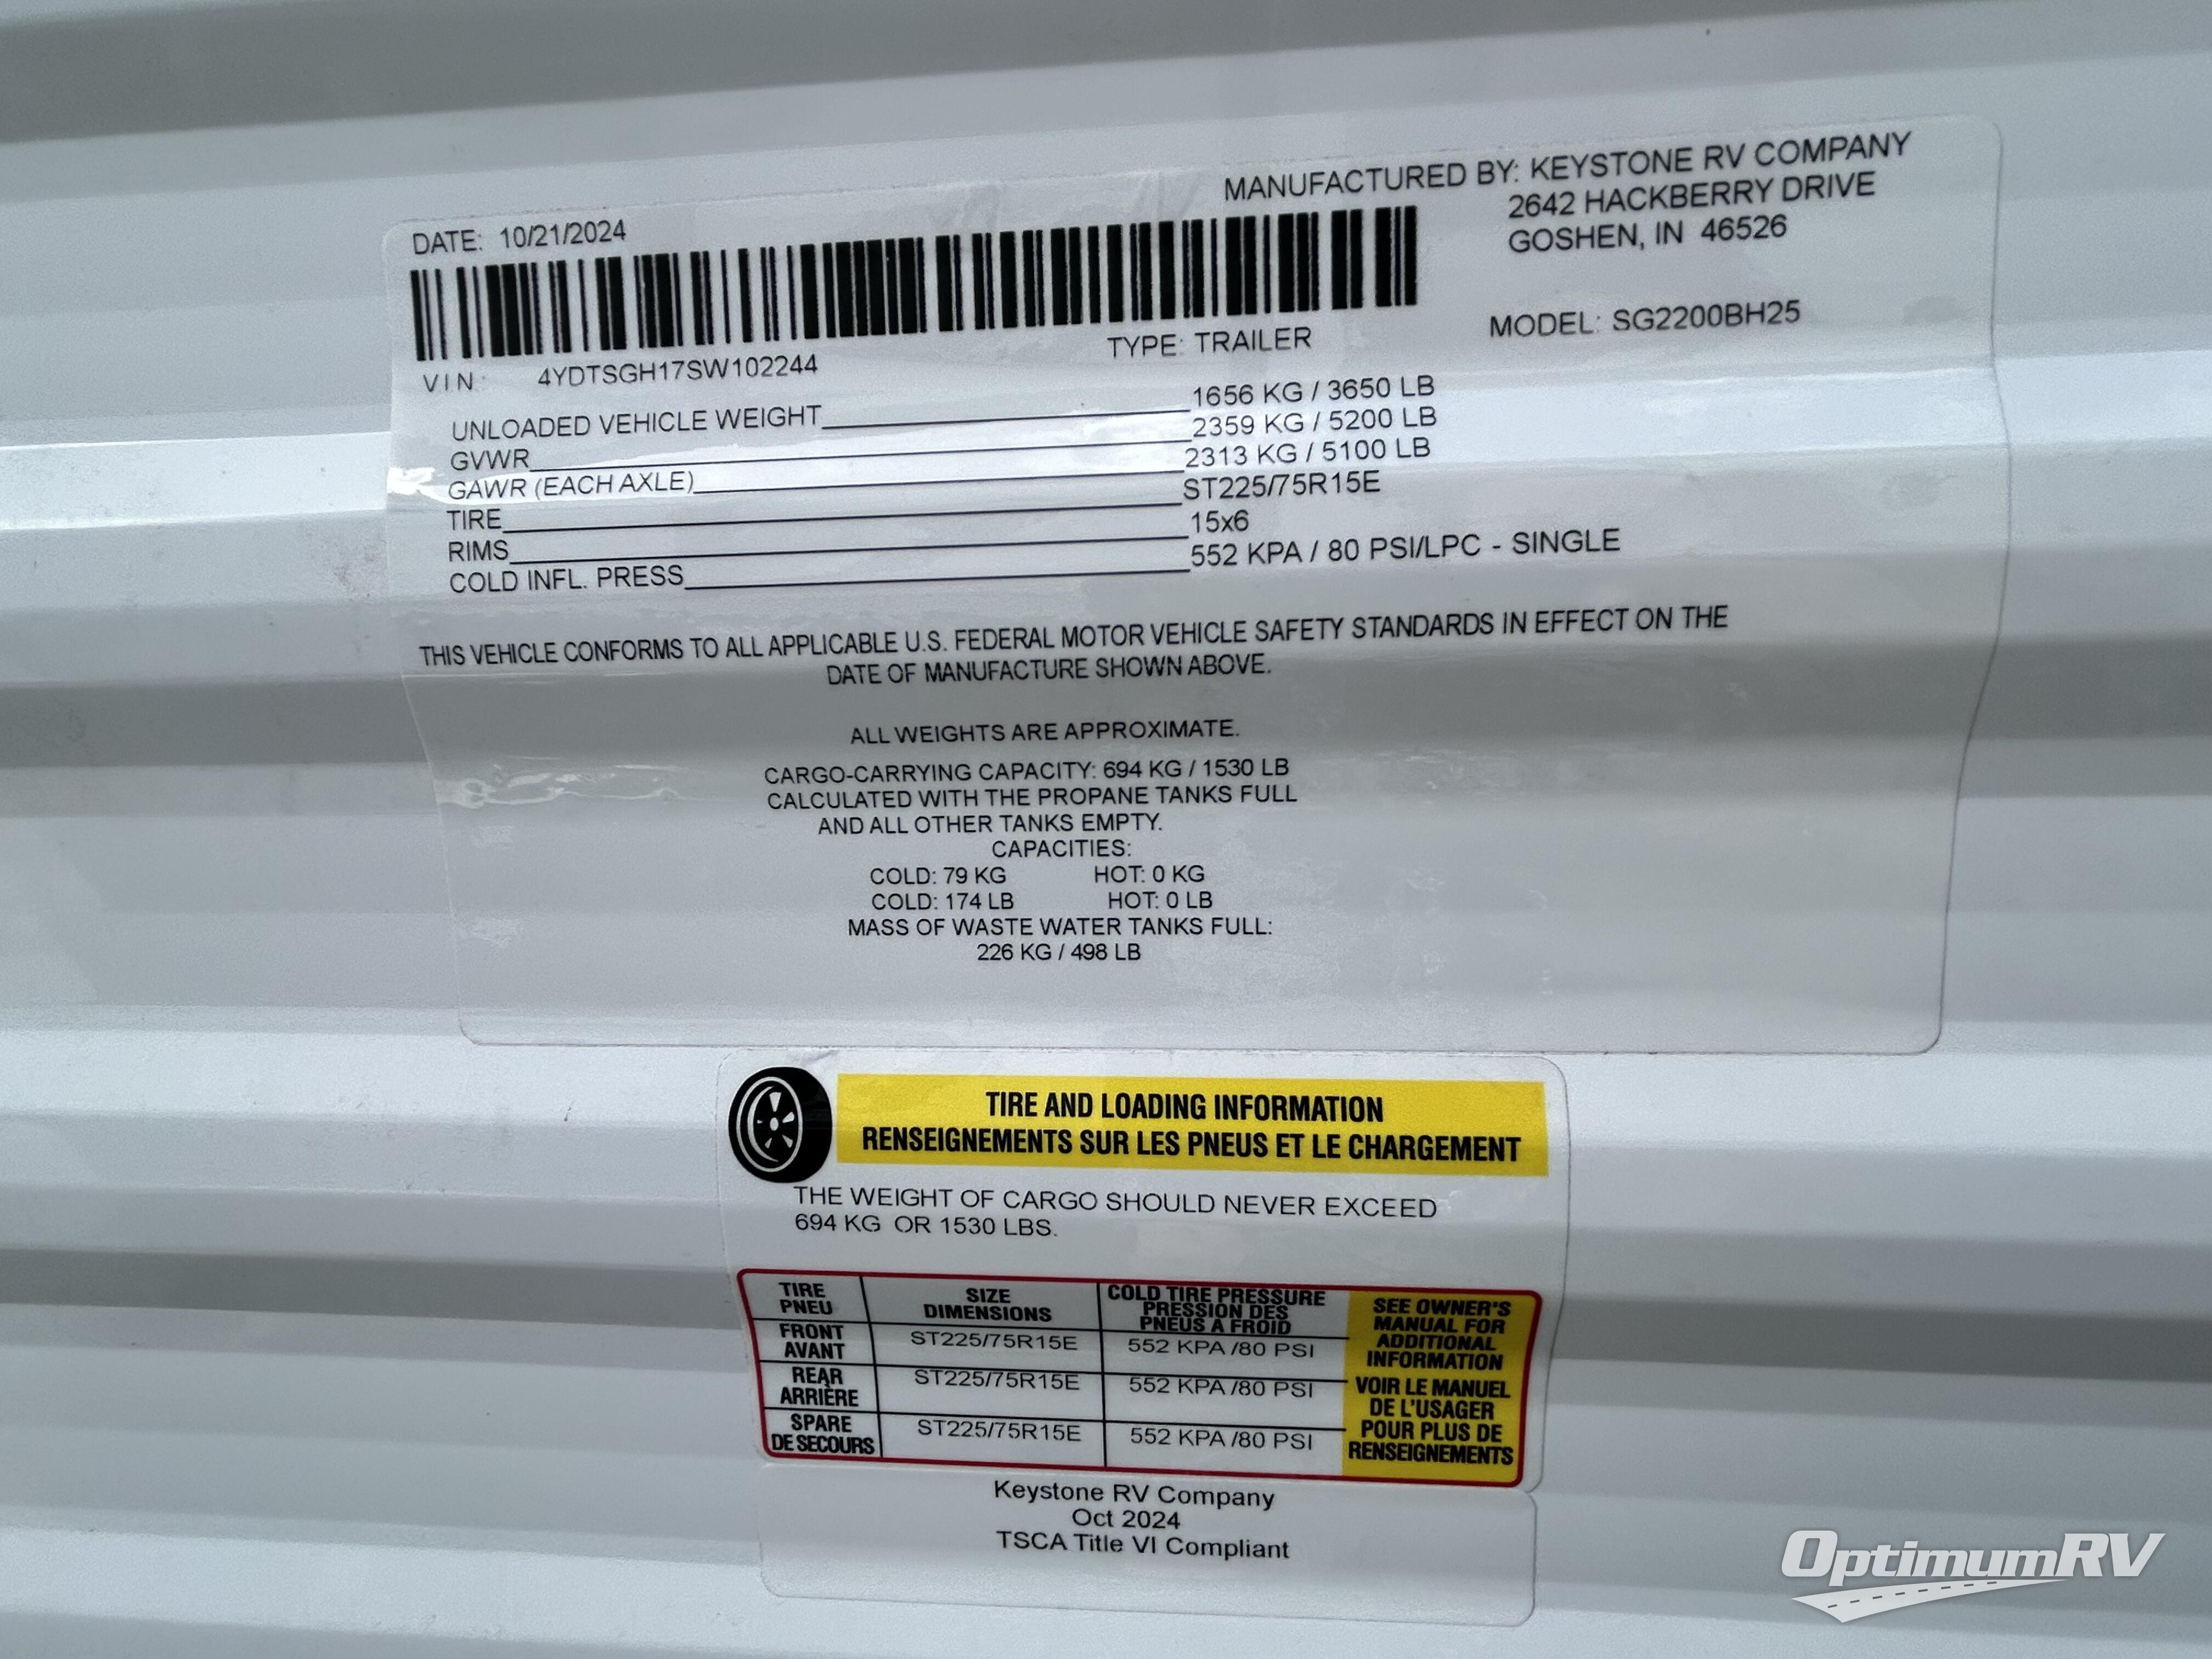 MANUFACTURED BY: KEYSTONE RV COMPANY
2642 HACKBERRY DRIVE
GOSHEN, IN 46526
DATE: 10/21/2024
MODEL: SG2200BH25
TYPE: TRAILER
VIN: 4YDTSGH17SW102244
UNLOADED VEHICLE WEIGHT 1656 KG / 3650 LB
GVWR 2359 KG / 5200 LB
GAWR (EACH AXLE) 2313 KG / 5100 LB
TIRE ST225/75R15E
RIMS 15x6
COLD INFL. PRESS 552 KPA / 80 PSI/LPC - SINGLE
THIS VEHICLE CONFORMS TO ALL APPLICABLE U.S. FEDERAL MOTOR VEHICLE SAFETY STANDARDS IN EFFECT ON THE
DATE OF MANUFACTURE SHOWN ABOVE.
ALL WEIGHTS ARE APPROXIMATE.
CARGO-CARRYING CAPACITY: 694 KG / 1530 LB
CALCULATED WITH THE PROPANE TANKS FULL
AND ALL OTHER TANKS EMPTY.
CAPACITIES:
COLD: 79 KG HOT: 0 KG
COLD: 174 LB HOT: 0 LB
MASS OF WASTE WATER TANKS FULL:
226 KG / 498 LB
TIRE AND LOADING INFORMATION
RENSEIGNEMENTS SUR LES PNEUS ET LE CHARGEMENT
THE WEIGHT OF CARGO SHOULD NEVER EXCEED
694 KG OR 1530 LBS.
TIRE
PNEU
SIZE
DIMENSIONS
COLD TIRE PRESSURE
PRESSION DES
PNEUS A FROID
FRONT
AVANT
ST225/75R15E
552 KPA /80 PSI
REAR
ARRIÈRE
ST225/75R15E
552 KPA /80 PSI
SPARE
DE SECOURS
ST225/75R15E
552 KPA /80 PSI
SEE OWNER'S
MANUAL FOR
ADDITIONAL
INFORMATION
VOIR LE MANUEL
DE L'USAGER
POUR PLUS DE
RENSEIGNEMENTS
Keystone RV Company
Oct 2024
TSCA Title VI Compliant
OptimumRV